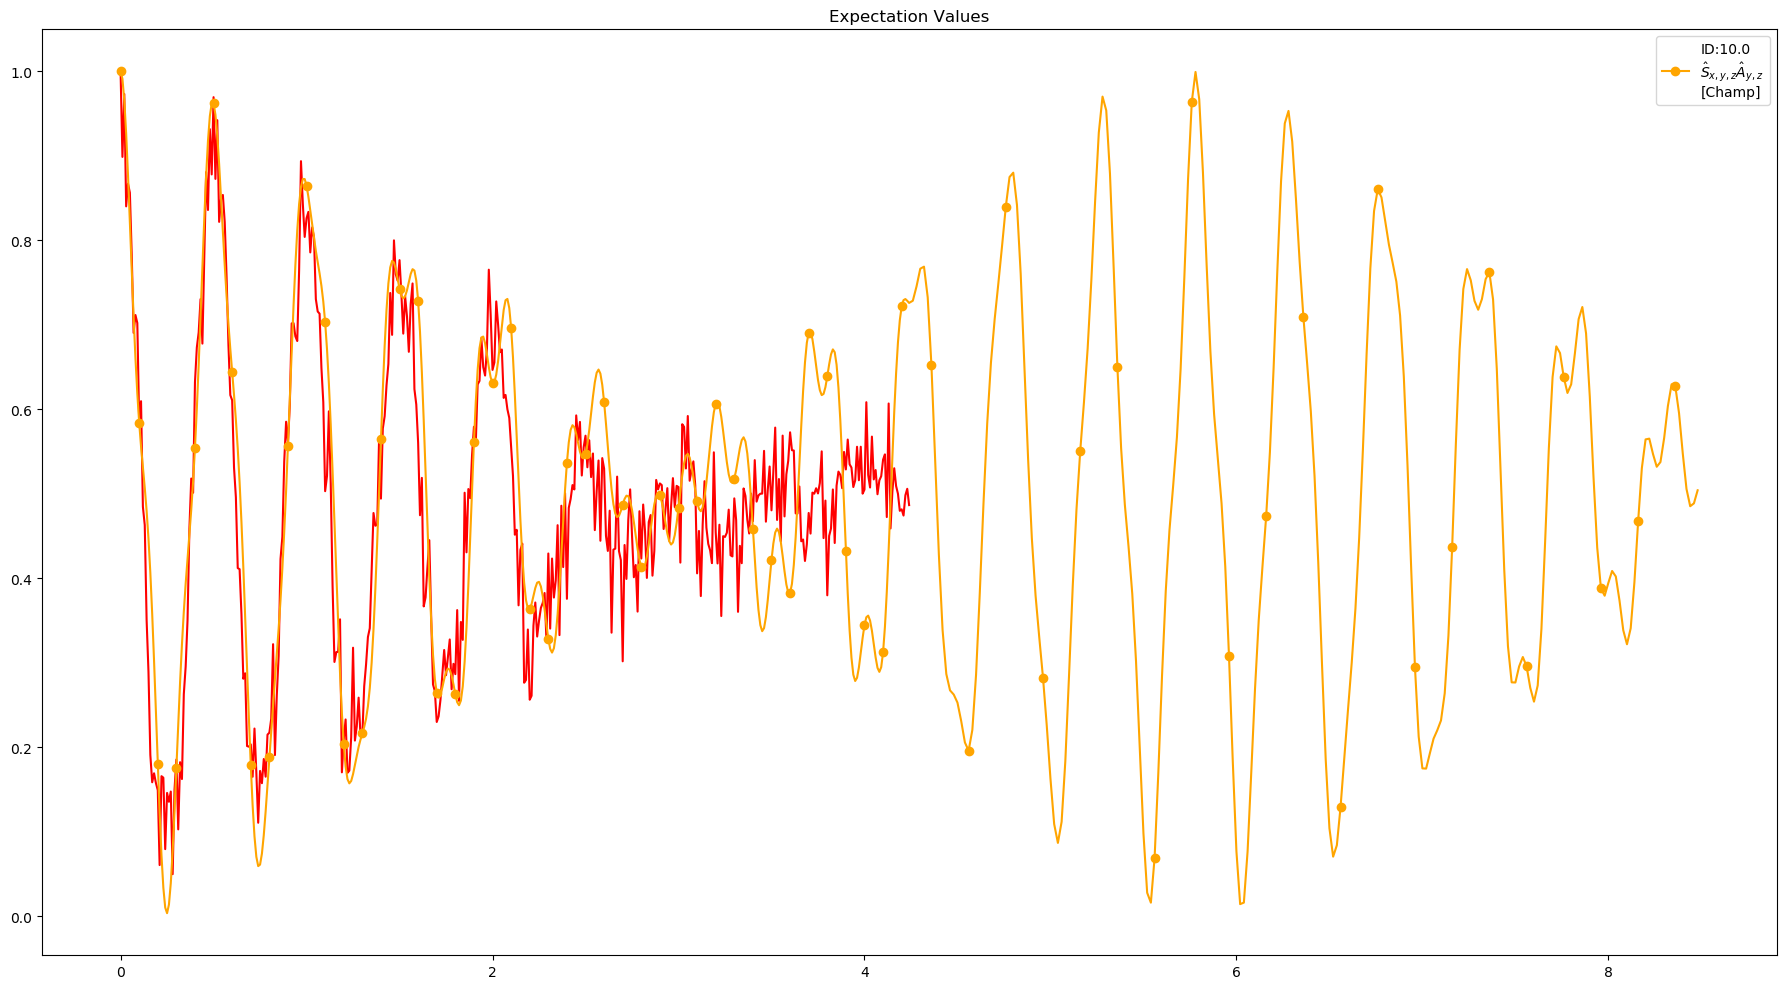 Expectation Values
ID:10.0
$\hat{S}_{x,y,z}\hat{A}_{y,z}$
[Champ]
1.0
0.8
0.6
0.4
0.2
0.0
0 2 4 6 8